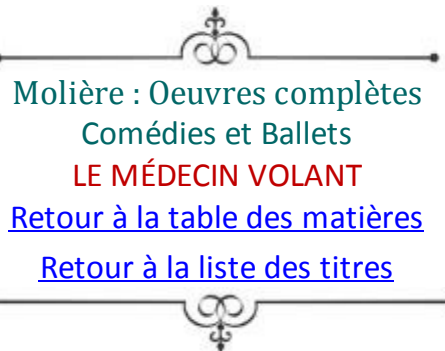 Molière : Oeuvres complètes
Comédies et Ballets
LE MÉDECIN VOLANT
Retour à la table des matières
Retour à la liste des titres